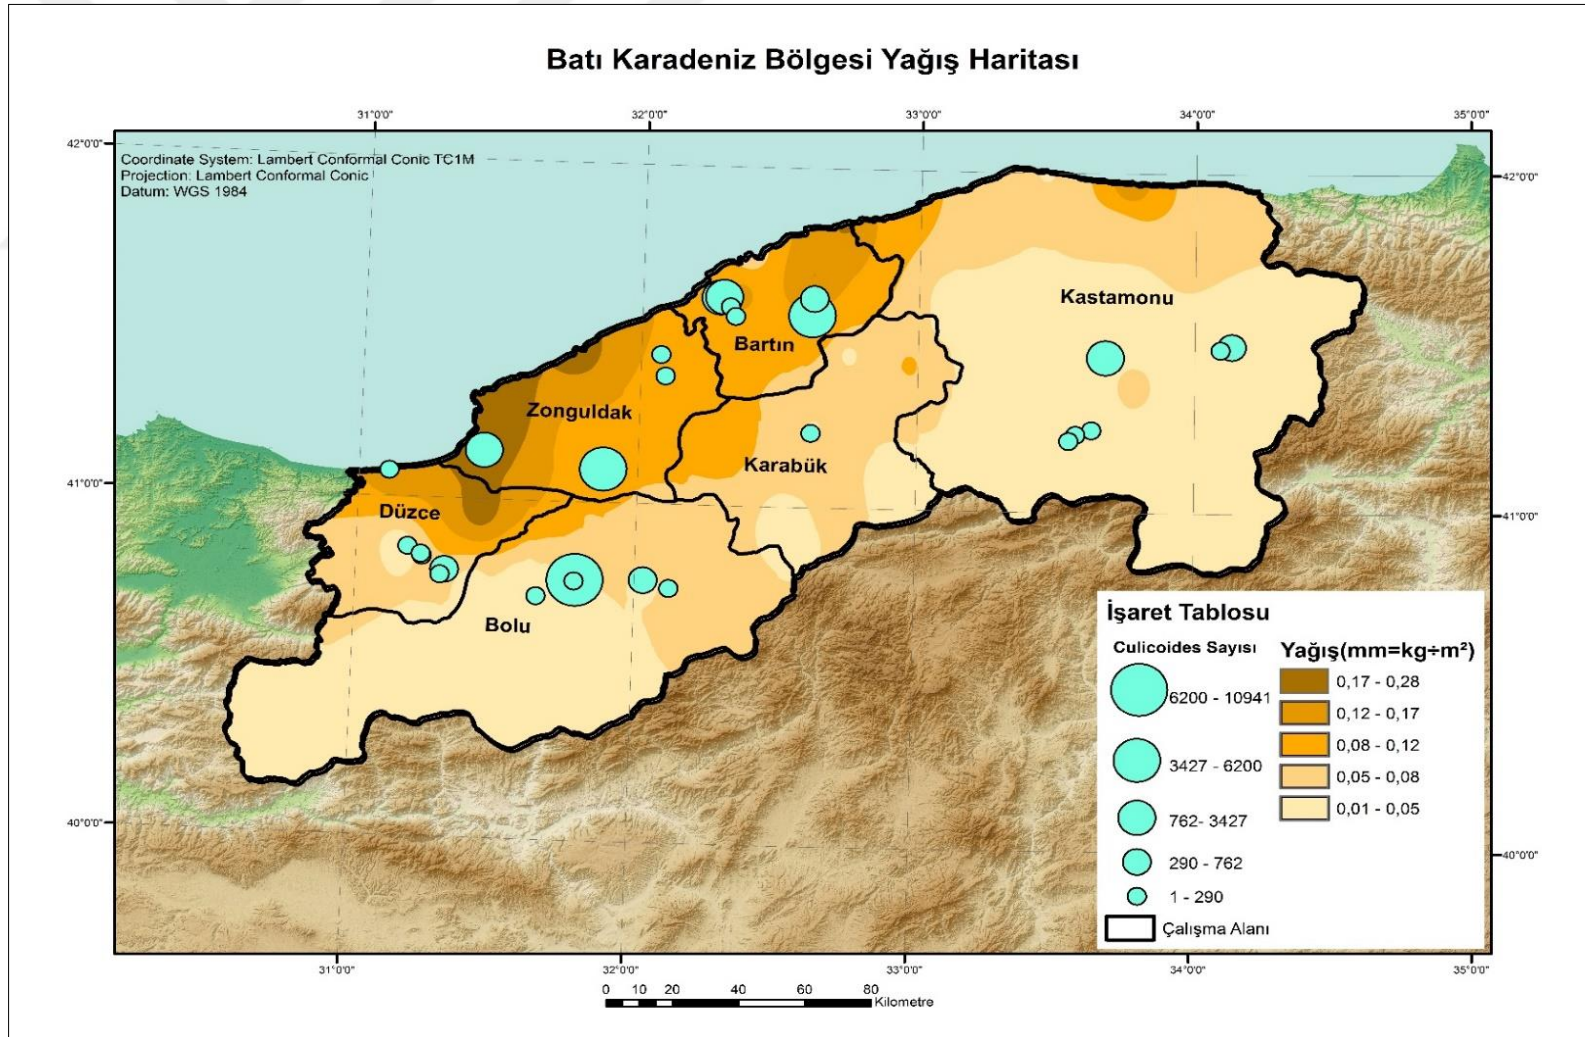 Batı Karadeniz Bölgesi Yağış Haritası
31°0'0" 32°0'0" 33°0'0" 34°0'0" 35°0'0"
42°0'0" 42°0'0"
Coordinate System: Lambert Conformal Conic TC1M
Projection: Lambert Conformal Conic
Datum: WGS 1984
Kastamonu
Bartın
Zonguldak
Karabük
41°0'0" 41°0'0"
Düzce
Bolu
40°0'0" 40°0'0"
İşaret Tablosu
Culicoides Sayısı
6200 - 10941
3427 - 6200
762- 3427
290 - 762
1 - 290
Çalışma Alanı
Yağış(mm=kg÷m²)
0,17 - 0,28
0,12 - 0,17
0,08 - 0,12
0,05 - 0,08
0,01 - 0,05
31°0'0" 32°0'0" 33°0'0" 34°0'0" 35°0'0"
0 10 20 40 60 80
Kilometre